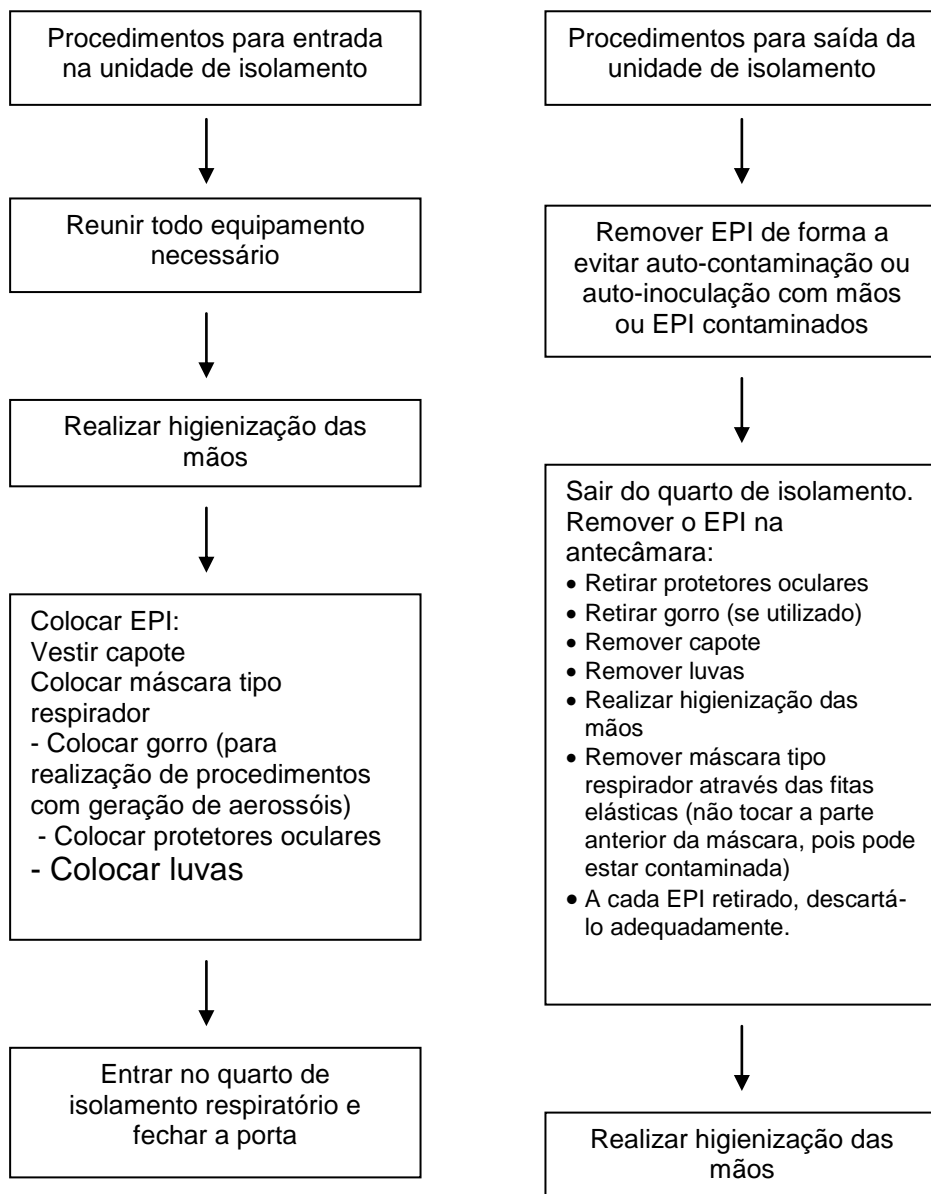 Procedimentos para entrada
na unidade de isolamento
Reunir todo equipamento
necessário
Realizar higienização das
mãos
Colocar EPI:
Vestir capote
Colocar máscara tipo
respirador
- Colocar gorro (para
realização de procedimentos
com geração de aerossóis)
- Colocar protetores oculares
- Colocar luvas
Entrar no quarto de
isolamento respiratório e
fechar a porta
Procedimentos para saída da
unidade de isolamento
Remover EPI de forma a
evitar auto-contaminação ou
auto-inoculação com mãos
ou EPI contaminados
Sair do quarto de isolamento.
Remover o EPI na
antecâmara:
• Retirar protetores oculares
• Retirar gorro (se utilizado)
• Remover capote
• Remover luvas
• Realizar higienização das
mãos
• Remover máscara tipo
respirador através das fitas
elásticas (não tocar a parte
anterior da máscara, pois pode
estar contaminada)
• A cada EPI retirado, descartá-
lo adequadamente.
Realizar higienização das
mãos